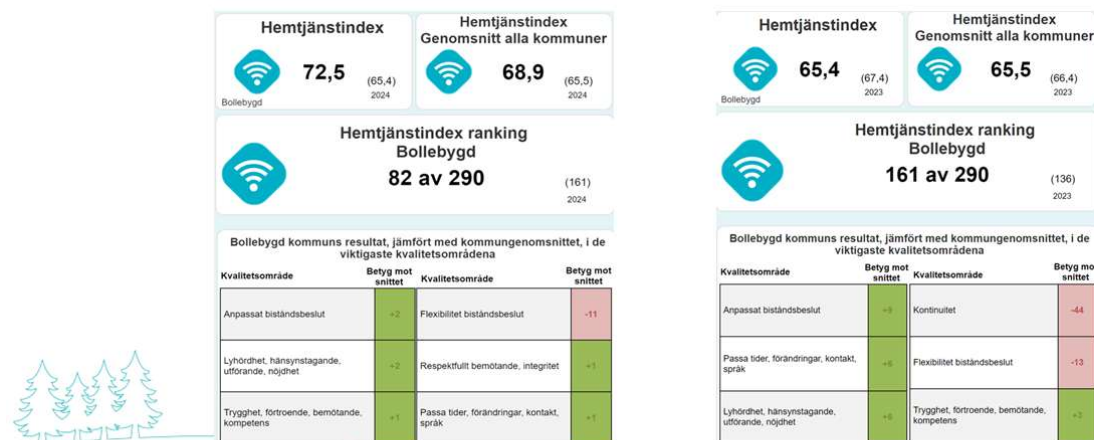 Hemtjänstindex
72,5
(65,4)
2024
Bollebygd
Hemtjänstindex
Genomsnitt alla kommuner
68,9
(65,5)
2024
Hemtjänstindex ranking
Bollebygd
82 av 290
(161)
2024
Bollebygd kommuns resultat, jämfört med kommungenomsnittet, i de
viktigaste kvalitetsområdena
Kvalitetsområde
Betyg mot
snittet
Kvalitetsområde
Betyg mot
snittet
Anpassat biståndsbeslut
+2
Flexibilitet biståndsbeslut
-11
Lyhördhet, hänsynstagande,
utförande, nöjdhet
+2
Respektfullt bemötande, integritet
+1
Trygghet, förtroende, bemötande,
kompetens
+1
Passa tider, förändringar, kontakt,
språk
+1
Hemtjänstindex
65,4
(67,4)
2023
Bollebygd
Hemtjänstindex
Genomsnitt alla kommuner
65,5
(66,4)
2023
Hemtjänstindex ranking
Bollebygd
161 av 290
(136)
2023
Bollebygd kommuns resultat, jämfört med kommungenomsnittet, i de
viktigaste kvalitetsområdena
Kvalitetsområde
Betyg mot
snittet
Kvalitetsområde
Betyg mot
snittet
Anpassat biståndsbeslut
Kontinuitet
-44
Passa tider, förändringar, kontakt,
språk
Flexibilitet biståndsbeslut
-13
Lyhördhet, hänsynstagande,
utförande, nöjdhet
Trygghet, förtroende, bemötande,
kompetens
+3